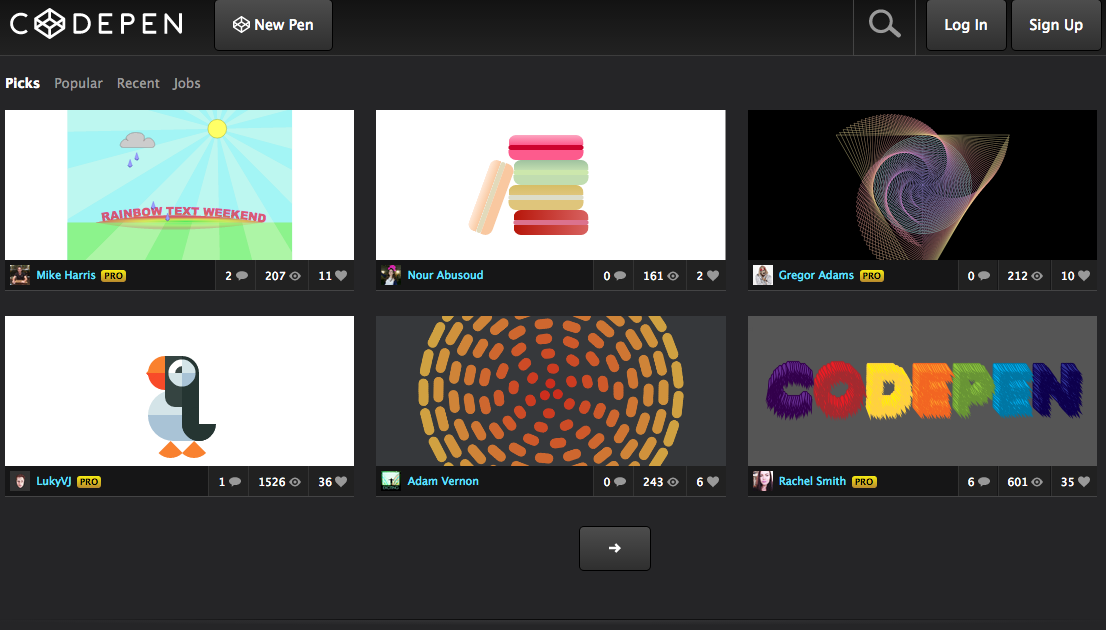 CODEPEN New Pen Log In Sign Up
Picks Popular Recent Jobs
RAINBOW TEXT WEEKEND
Mike Harris PRO 2 207 11
Nour Abusoud 0 161 2
Gregor Adams PRO 0 212 10
CODEPEN
LukyVJ PRO 1 1526 36
Adam Vernon 0 243 6
Rachel Smith PRO 6 601 35